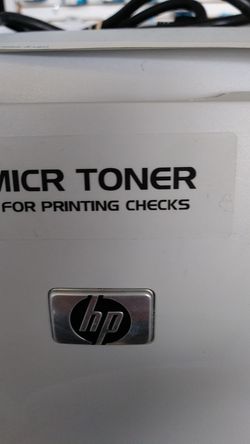 MICR TONER
FOR PRINTING CHECKS
hp